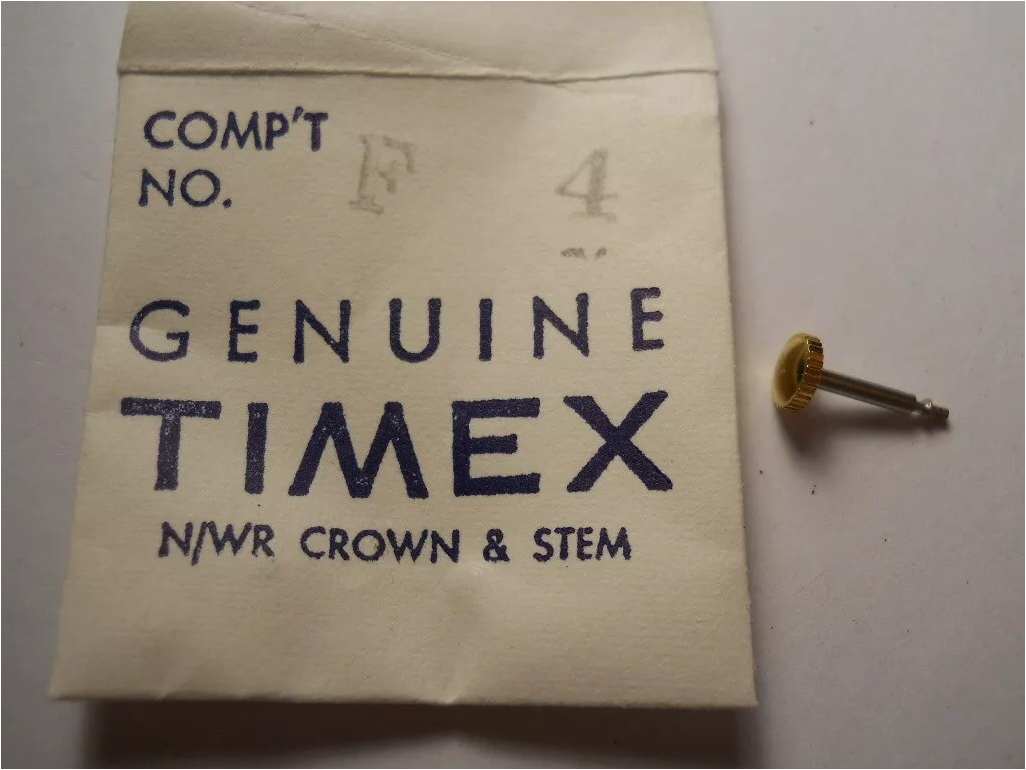 COMP'T
NO. F 4
GENUINE
TIMEX
N/WR CROWN & STEM